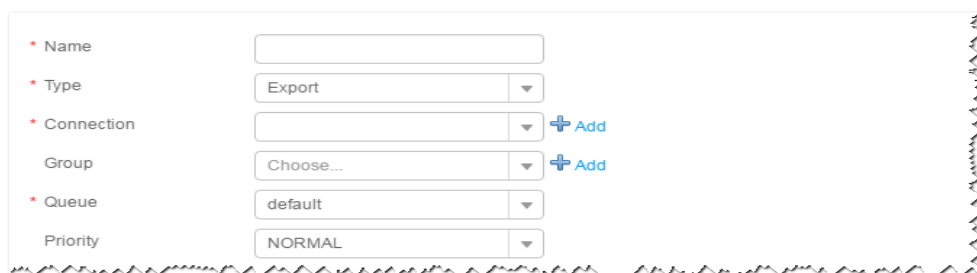 * Name
* Type Export
* Connection Add
Group Choose... Add
* Queue default
Priority NORMAL